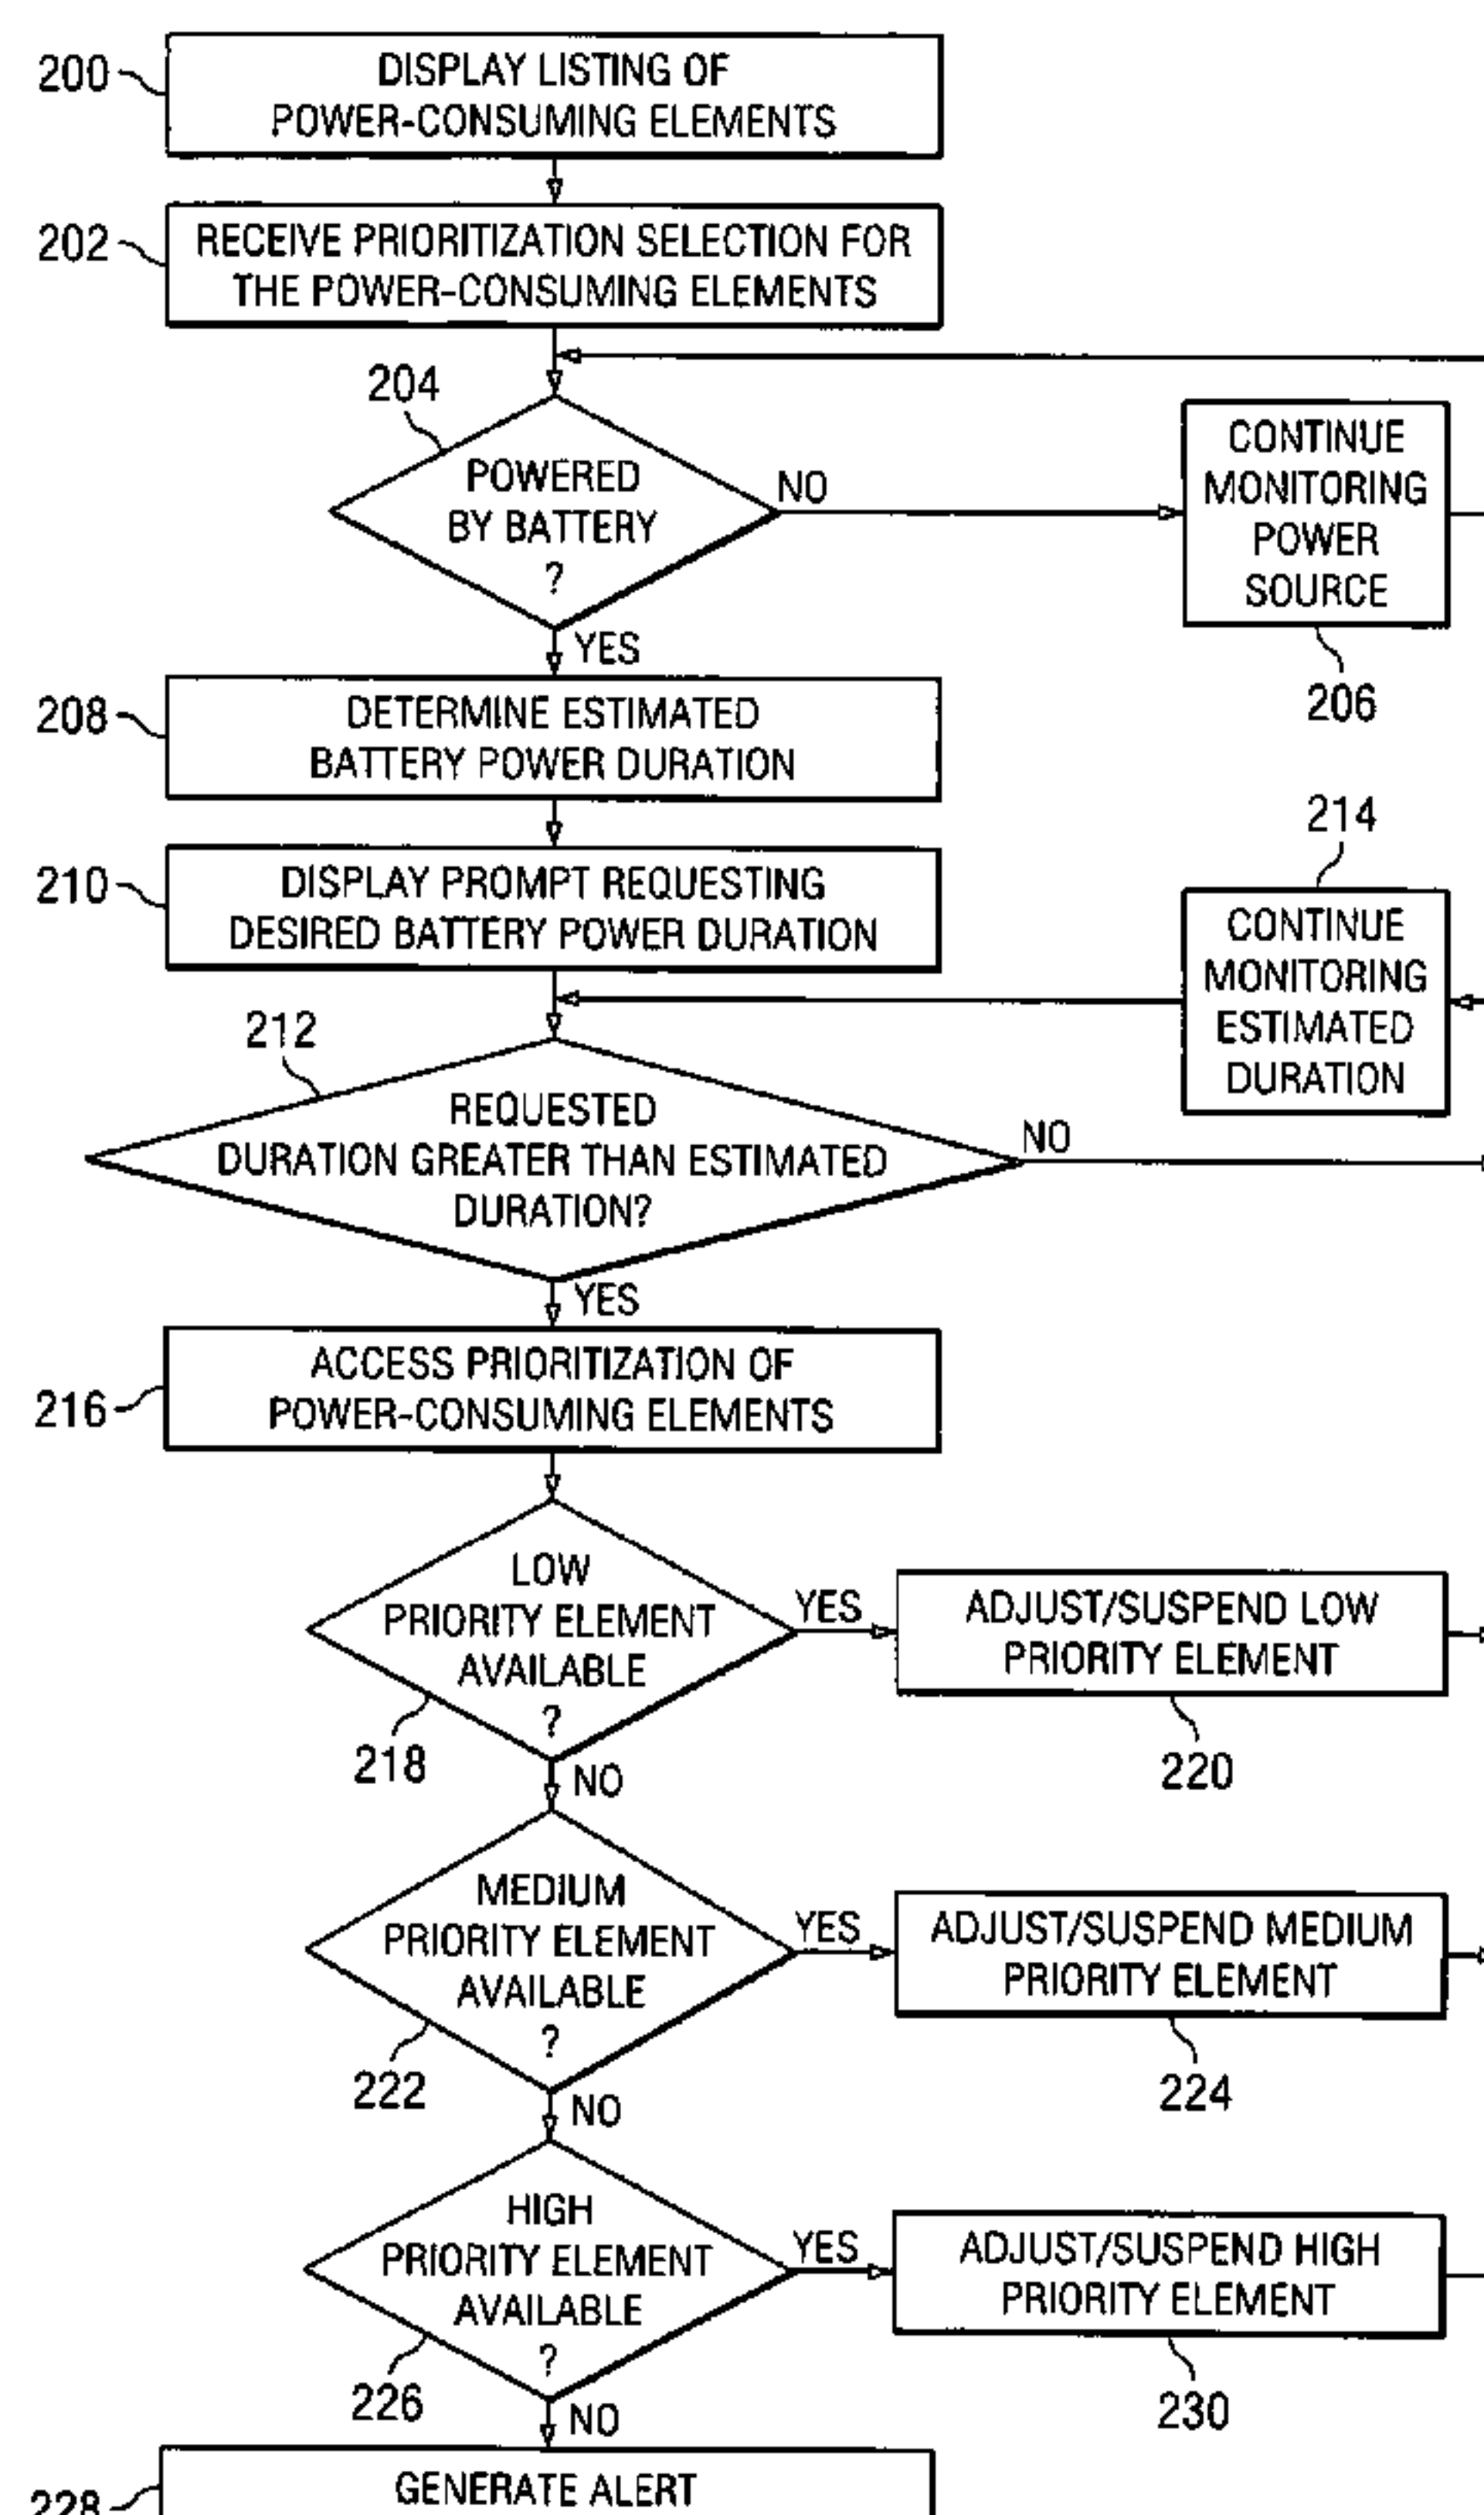 200
DISPLAY LISTING OF
POWER-CONSUMING ELEMENTS
202
RECEIVE PRIORITIZATION SELECTION FOR
THE POWER-CONSUMING ELEMENTS
204
POWERED
BY BATTERY
?
NO
CONTINUE
MONITORING
POWER
SOURCE
206
YES
208
DETERMINE ESTIMATED
BATTERY POWER DURATION
210
DISPLAY PROMPT REQUESTING
DESIRED BATTERY POWER DURATION
214
CONTINUE
MONITORING
ESTIMATED
DURATION
212
REQUESTED
DURATION GREATER THAN ESTIMATED
DURATION?
NO
YES
216
ACCESS PRIORITIZATION OF
POWER-CONSUMING ELEMENTS
LOW
PRIORITY ELEMENT
AVAILABLE
?
218
YES
ADJUST/SUSPEND LOW
PRIORITY ELEMENT
220
NO
MEDIUM
PRIORITY ELEMENT
AVAILABLE
?
222
YES
ADJUST/SUSPEND MEDIUM
PRIORITY ELEMENT
224
NO
HIGH
PRIORITY ELEMENT
AVAILABLE
?
226
YES
ADJUST/SUSPEND HIGH
PRIORITY ELEMENT
230
NO
228
GENERATE ALERT